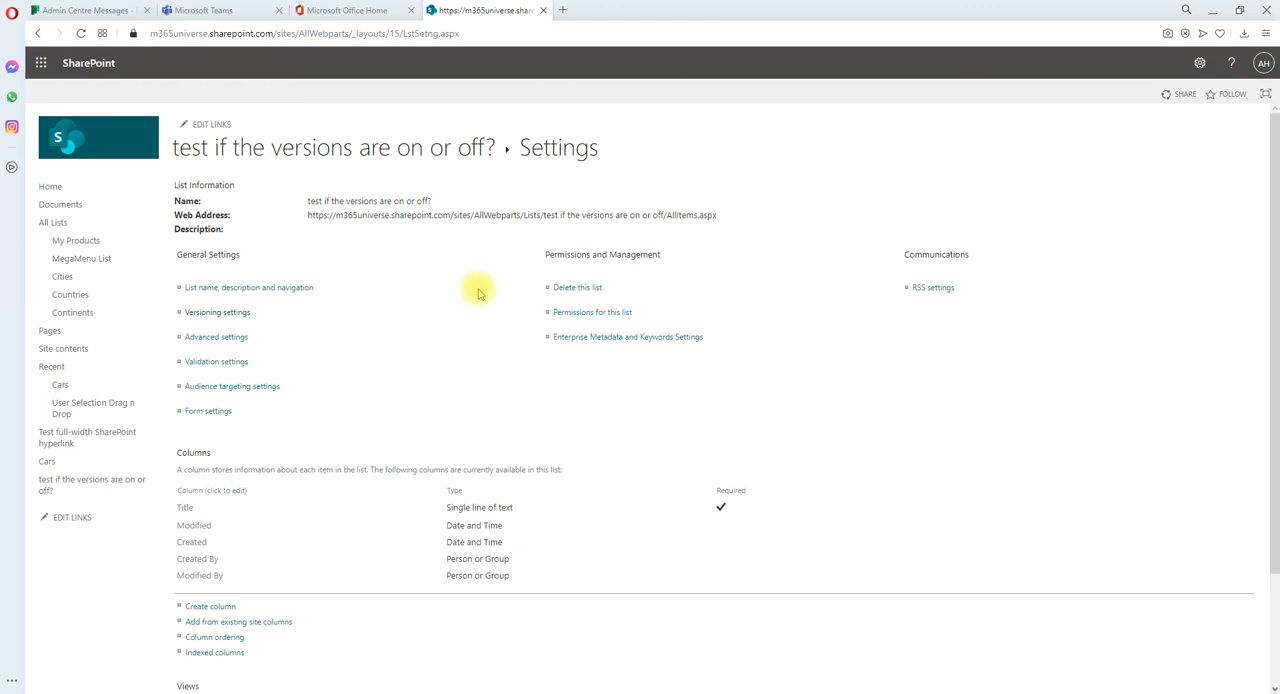 Admin Centre Messages -
Microsoft Teams
Microsoft Office Home
https://m365universe.share
m365universe.sharepoint.com/sites/AllWebparts/_layouts/15/LstSetng.aspx
SharePoint
?
AH
SHARE
FOLLOW
S
EDIT LINKS
test if the versions are on or off? › Settings
Home
Documents
All Lists
My Products
MegaMenu List
Cities
Countries
Continents
Pages
Site contents
Recent
Cars
User Selection Drag n
Drop
Test full-width SharePoint
hyperlink
Cars
test if the versions are on or
off?
EDIT LINKS
List Information
Name: test if the versions are on or off?
Web Address: https://m365universe.sharepoint.com/sites/AllWebparts/Lists/test if the versions are on or off/AllItems.aspx
Description:
General Settings
List name, description and navigation
Versioning settings
Advanced settings
Validation settings
Audience targeting settings
Form settings
Permissions and Management
Delete this list
Permissions for this list
Enterprise Metadata and Keywords Settings
Communications
RSS settings
Columns
A column stores information about each item in the list. The following columns are currently available in this list:
Column (click to edit) Type Required
Title Single line of text
Modified Date and Time
Created Date and Time
Created By Person or Group
Modified By Person or Group
Create column
Add from existing site columns
Column ordering
Indexed columns
Views